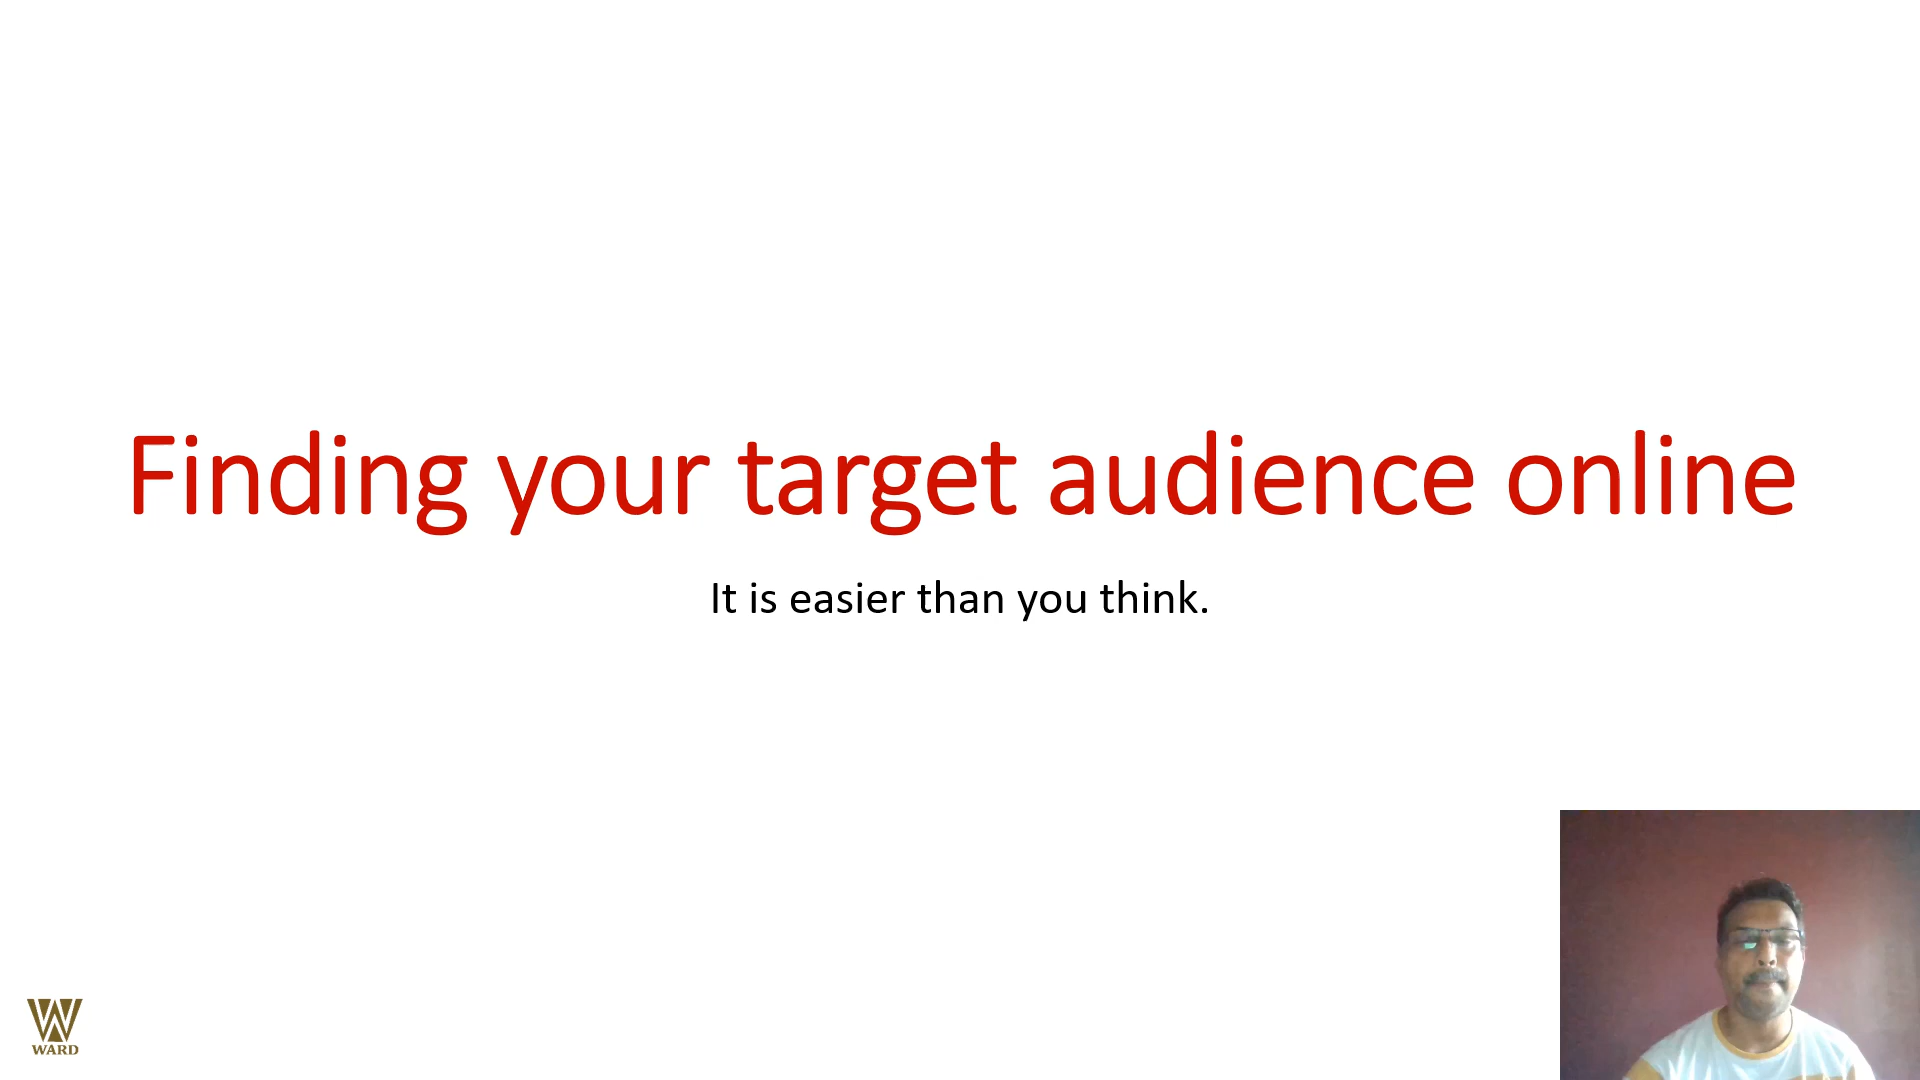 Finding your target audience online
It is easier than you think.
WARD